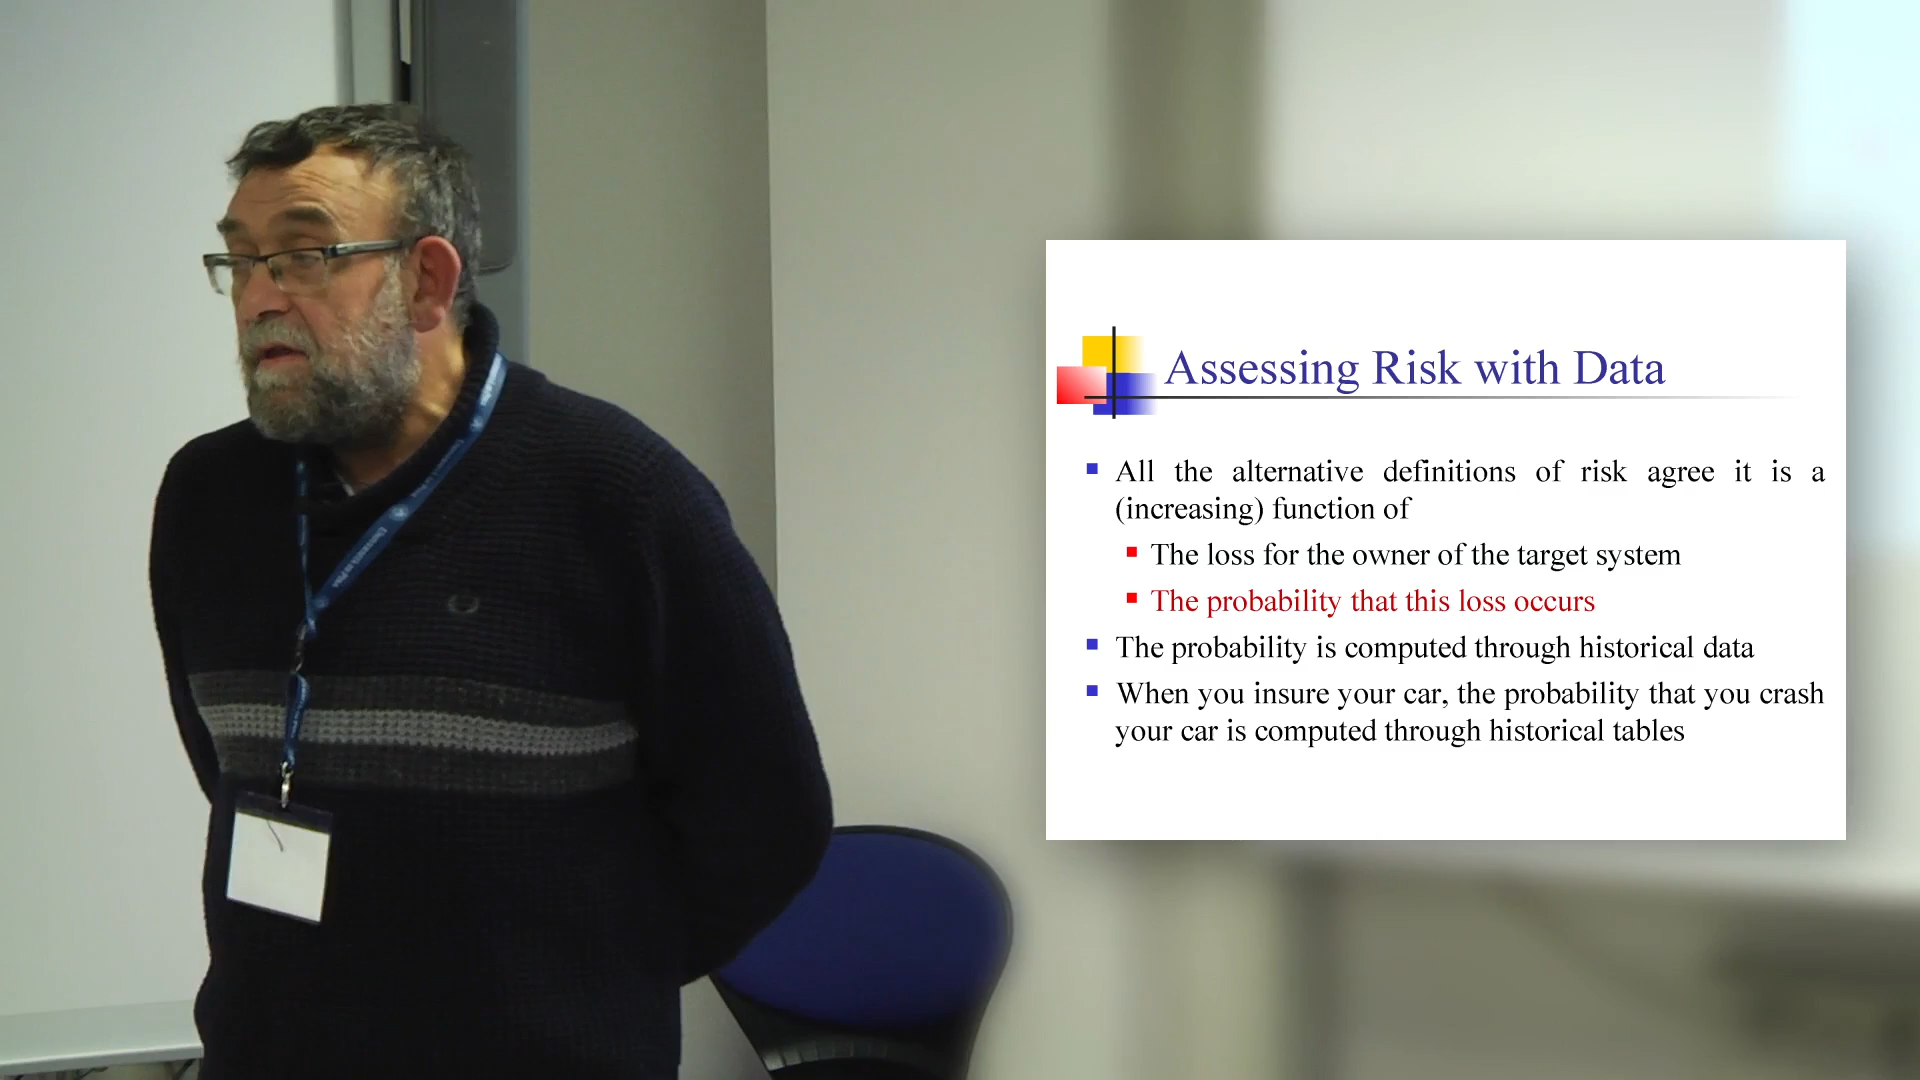 Assessing Risk with Data
All the alternative definitions of risk agree it is a
(increasing) function of
The loss for the owner of the target system
The probability that this loss occurs
The probability is computed through historical data
When you insure your car, the probability that you crash
your car is computed through historical tables